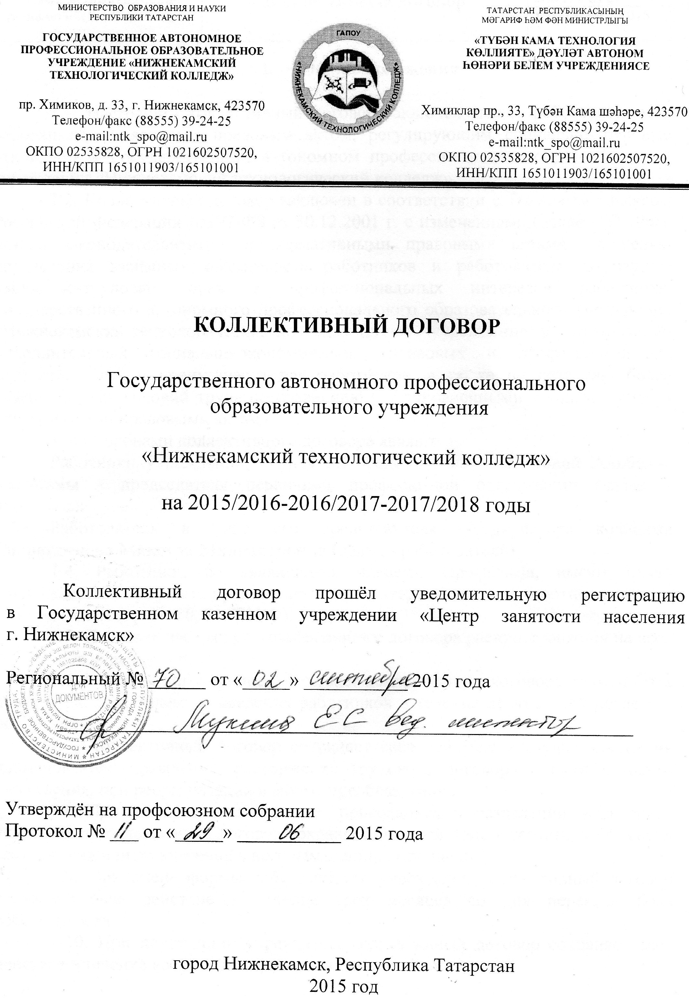 МИНИСТЕРСТВО ОБРАЗОВАНИЯ И НАУКИ
РЕСПУБЛИКИ ТАТАРСТАН
ГОСУДАРСТВЕННОЕ АВТОНОМНОЕ
ПРОФЕССИОНАЛЬНОЕ ОБРАЗОВАТЕЛЬНОЕ
УЧРЕЖДЕНИЕ «НИЖНЕКАМСКИЙ
ТЕХНОЛОГИЧЕСКИЙ КОЛЛЕДЖ»
пр. Химиков, д. 33, г. Нижнекамск, 423570
Телефон/факс (88555) 39-24-25
e-mail:ntk_spo@mail.ru
ОКПО 02535828, ОГРН 1021602507520,
ИНН/КПП 1651011903/165101001
ГАПОУ
«НИЖНЕКАМСКИЙ ТЕХНОЛОГИЧЕСКИЙ КОЛЛЕДЖ»
ТАТАРСТАН РЕСПУБЛИКАСЫНЫҢ
МӘГАРИФ ҺӘМ ФӘН МИНИСТРЛЫГЫ
«ТҮБӘН КАМА ТЕХНОЛОГИЯ
КӨЛЛИЯТЕ» ДӘҮЛӘТ АВТОНОМ
ҺӨНӘРИ БЕЛЕМ УЧРЕЖДЕНИЯСЕ
Химиклар пр., 33, Түбән Кама шәһәре, 423570
Телефон/факс (88555) 39-24-25
e-mail:ntk_spo@mail.ru
ОКПО 02535828, ОГРН 1021602507520,
ИНН/КПП 1651011903/165101001
КОЛЛЕКТИВНЫЙ ДОГОВОР
Государственного автономного профессионального
образовательного учреждения
«Нижнекамский технологический колледж»
на 2015/2016-2016/2017-2017/2018 годы
Коллективный договор прошёл уведомительную регистрацию
в Государственном казенном учреждении «Центр занятости населения
г. Нижнекамск»
Региональный № 70 от «02» сентября 2015 года
ДЛЯ
ДОКУМЕНТОВ
ЕС вед. инспектор
Утверждён на профсоюзном собрании
Протокол № 11 от «29» 06 2015 года
город Нижнекамск, Республика Татарстан
2015 год